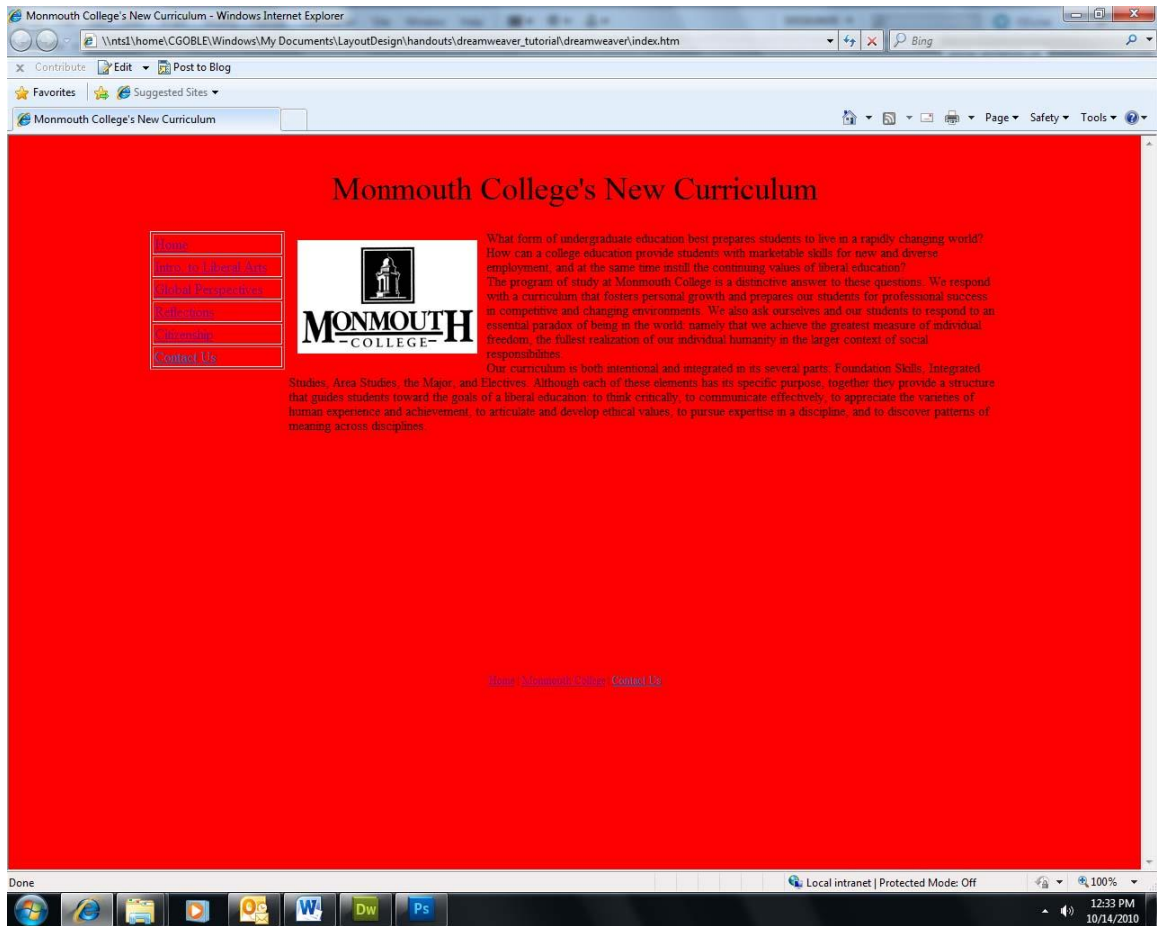 Monmouth College's New Curriculum - Windows Internet Explorer
\\nts1\home\CGOBLE\Windows\My Documents\LayoutDesign\handouts\dreamweaver_tutorial\dreamweaver\index.htm
Bing
x Contribute Edit Post to Blog
Favorites Suggested Sites
Monmouth College's New Curriculum
Page Safety Tools
Monmouth College's New Curriculum
Home
Intro. to Liberal Arts
Global Perspectives
Reflections
Citizenship
Contact Us
MONMOUTH
COLLEGE
What form of undergraduate education best prepares students to live in a rapidly changing world?
How can a college education provide students with marketable skills for new and diverse
employment, and at the same time instill the continuing values of liberal education?
The program of study at Monmouth College is a distinctive answer to these questions. We respond
with a curriculum that fosters personal growth and prepares our students for professional success
in competitive and changing environments. We also ask ourselves and our students to respond to an
essential paradox of being in the world: namely that we achieve the greatest measure of individual
freedom, the fullest realization of our individual humanity in the larger context of social
responsibilities.
Our curriculum is both intentional and integrated in its several parts: Foundation Skills, Integrated
Studies, Area Studies, the Major, and Electives. Although each of these elements has its specific purpose, together they provide a structure
that guides students toward the goals of a liberal education: to think critically, to communicate effectively, to appreciate the varieties of
human experience and achievement, to articulate and develop ethical values, to pursue expertise in a discipline, and to discover patterns of
meaning across disciplines.
Home | Monmouth College | Contact Us
Done
Local intranet | Protected Mode: Off
100%
W
Dw
Ps
12:33 PM
10/14/2010